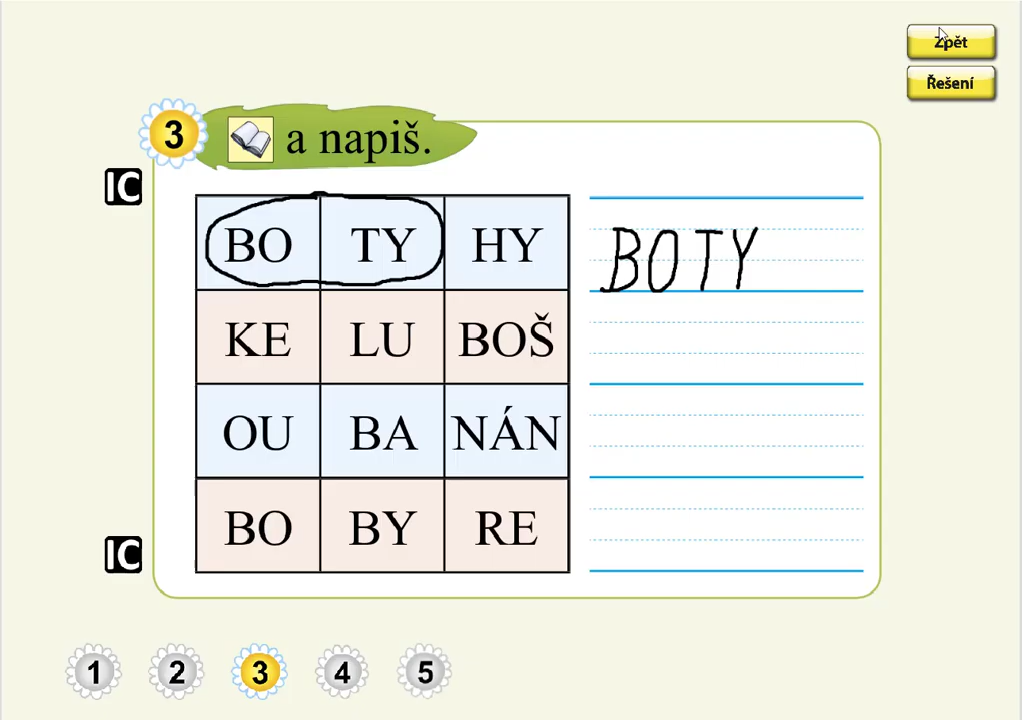 Zpět
Řešení
3 a napiš.
IC
BO TY HY BOTY
KE LU BOŠ
OU BA NÁN
BO BY RE
IC
1 2 3 4 5